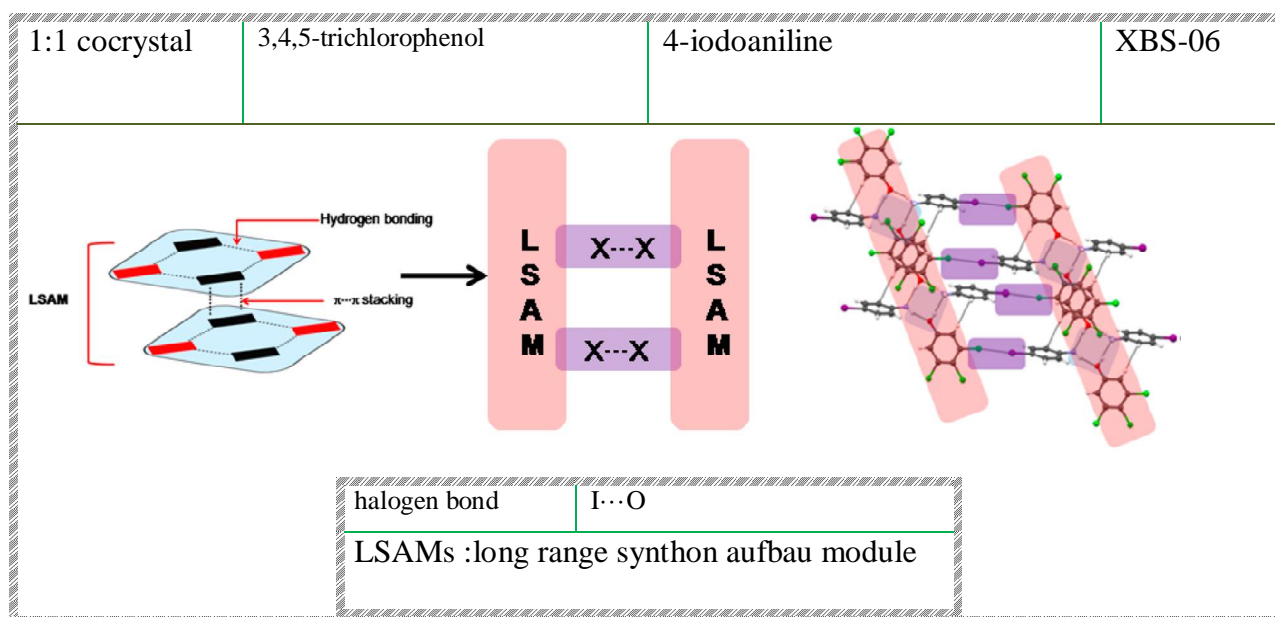 1:1 cocrystal
3,4,5-trichlorophenol
4-iodoaniline
XBS-06
Hydrogen bonding
LSAM
π···π stacking
L
S
A
M
X---X
X---X
L
S
A
M
halogen bond
I···O
LSAMs :long range synthon aufbau module